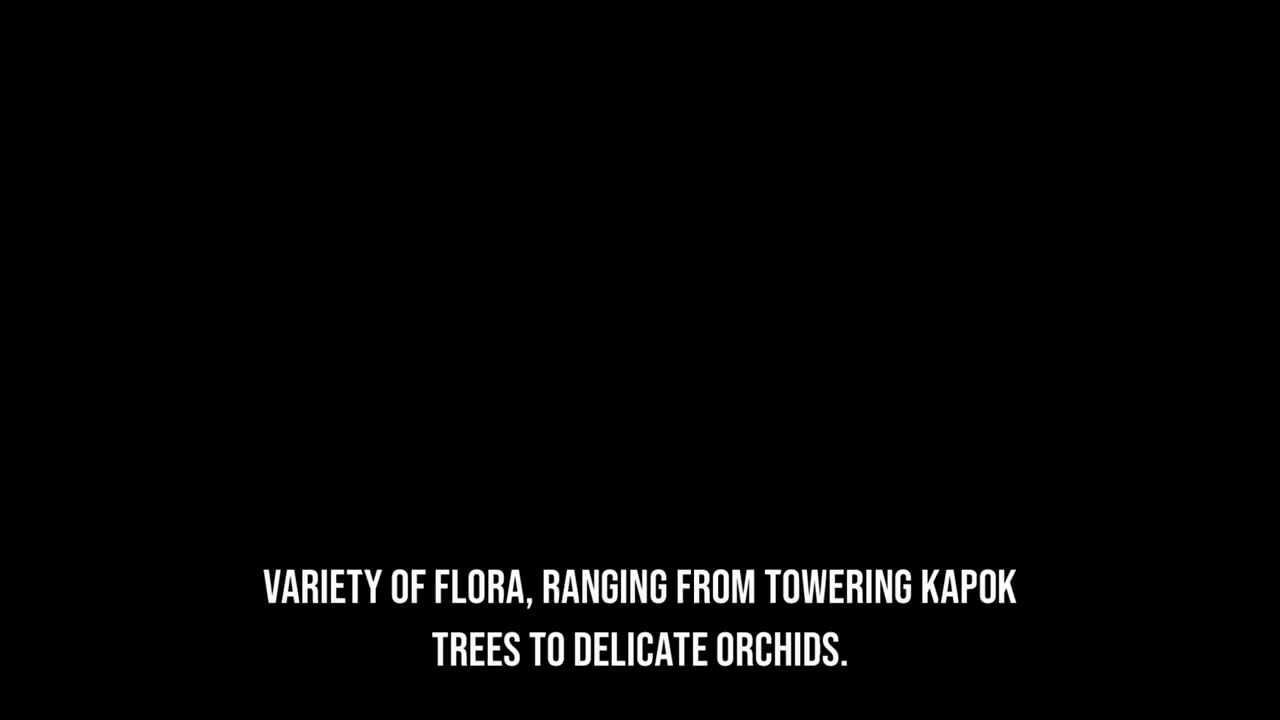 VARIETY OF FLORA, RANGING FROM TOWERING KAPOK
TREES TO DELICATE ORCHIDS.